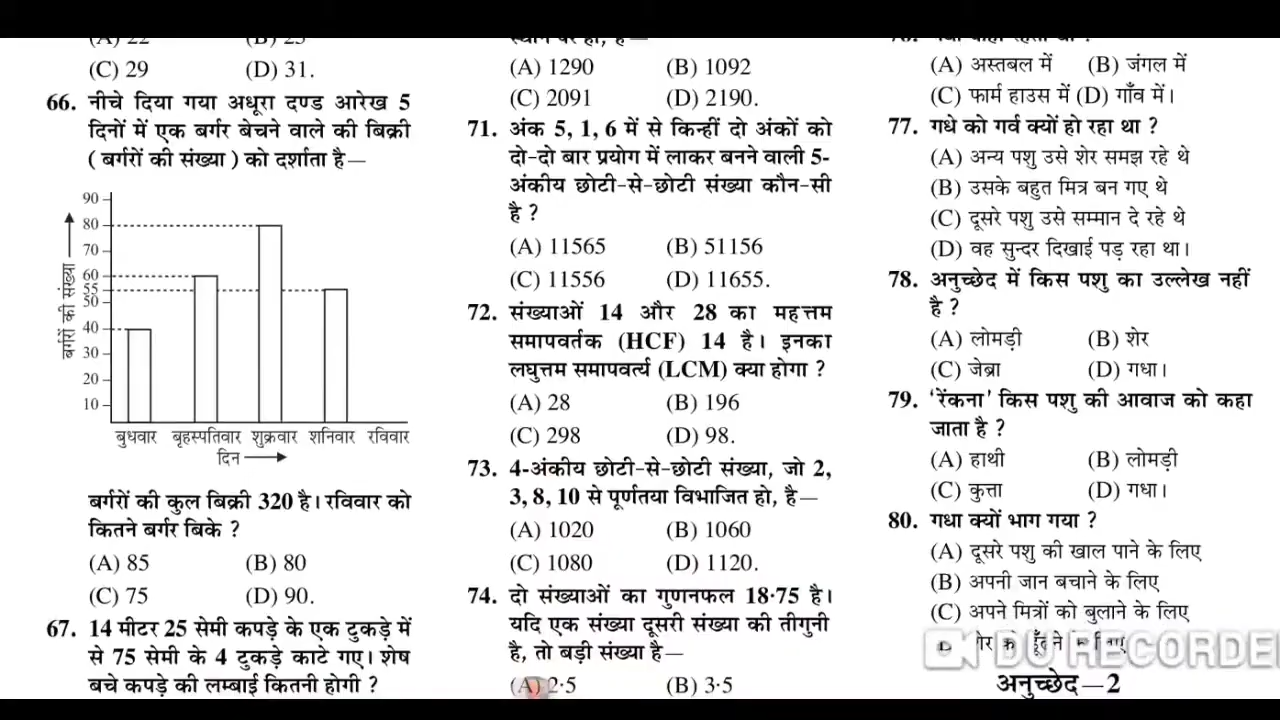 (A) 22 (B) 25
(C) 29 (D) 31.
66. नीचे दिया गया अधूरा दण्ड आरेख 5
दिनों में एक बर्गर बेचने वाले की बिक्री
( बर्गरों की संख्या ) को दर्शाता है—
बर्गरों की संख्या
90
80
70
60
55
50
40
30
20
10
बुधवार बृहस्पतिवार शुक्रवार शनिवार रविवार
दिन
बर्गरों की कुल बिक्री 320 है। रविवार को
कितने बर्गर बिके ?
(A) 85 (B) 80
(C) 75 (D) 90.
67. 14 मीटर 25 सेमी कपड़े के एक टुकड़े में
से 75 सेमी के 4 टुकड़े काटे गए। शेष
बचे कपड़े की लम्बाई कितनी होगी ?
स्थान पर हो, है—
(A) 1290 (B) 1092
(C) 2091 (D) 2190.
71. अंक 5, 1, 6 में से किन्हीं दो अंकों को
दो-दो बार प्रयोग में लाकर बनने वाली 5-
अंकीय छोटी-से-छोटी संख्या कौन-सी
है ?
(A) 11565 (B) 51156
(C) 11556 (D) 11655.
72. संख्याओं 14 और 28 का महत्तम
समापवर्तक (HCF) 14 है। इनका
लघुत्तम समापवर्त्य (LCM) क्या होगा ?
(A) 28 (B) 196
(C) 298 (D) 98.
73. 4-अंकीय छोटी-से-छोटी संख्या, जो 2,
3, 8, 10 से पूर्णतया विभाजित हो, है—
(A) 1020 (B) 1060
(C) 1080 (D) 1120.
74. दो संख्याओं का गुणनफल 18·75 है।
यदि एक संख्या दूसरी संख्या की तीगुनी
है, तो बड़ी संख्या है—
(A) 2·5 (B) 3·5
(A) अस्तबल में (B) जंगल में
(C) फार्म हाउस में (D) गाँव में।
77. गधे को गर्व क्यों हो रहा था ?
(A) अन्य पशु उसे शेर समझ रहे थे
(B) उसके बहुत मित्र बन गए थे
(C) दूसरे पशु उसे सम्मान दे रहे थे
(D) वह सुन्दर दिखाई पड़ रहा था।
78. अनुच्छेद में किस पशु का उल्लेख नहीं
है ?
(A) लोमड़ी (B) शेर
(C) जेब्रा (D) गधा।
79. ‘रेंकना’ किस पशु की आवाज को कहा
जाता है ?
(A) हाथी (B) लोमड़ी
(C) कुत्ता (D) गधा।
80. गधा क्यों भाग गया ?
(A) दूसरे पशु की खाल पाने के लिए
(B) अपनी जान बचाने के लिए
(C) अपने मित्रों को बुलाने के लिए
DU RECORDER
अनुच्छेद—2